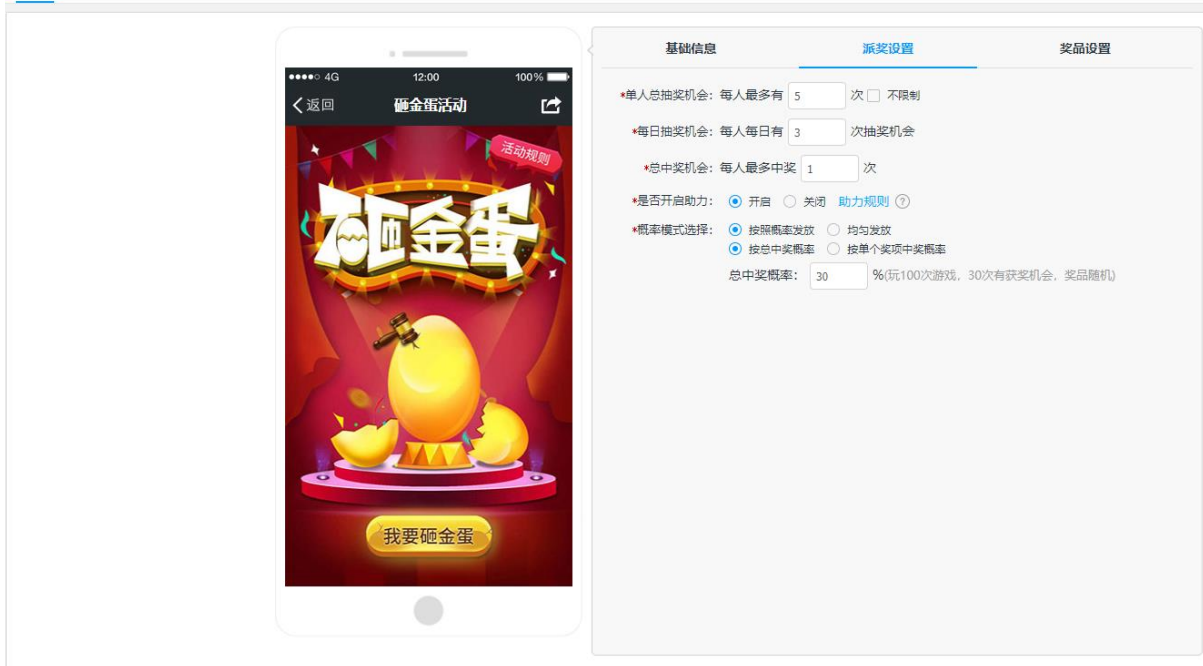 4G 12:00 100%
返回 砸金蛋活动
活动规则
砸金蛋
我要砸金蛋
基础信息 派奖设置 奖品设置
*单人总抽奖机会：每人最多有 5 次 不限制
*每日抽奖机会：每人每日有 3 次抽奖机会
*总中奖机会：每人最多中奖 1 次
*是否开启助力： 开启 关闭 助力规则 ?
*概率模式选择： 按照概率发放 均匀发放
按总中奖概率 按单个奖项中奖概率
总中奖概率： 30 %(玩100次游戏，30次有获奖机会，奖品随机)